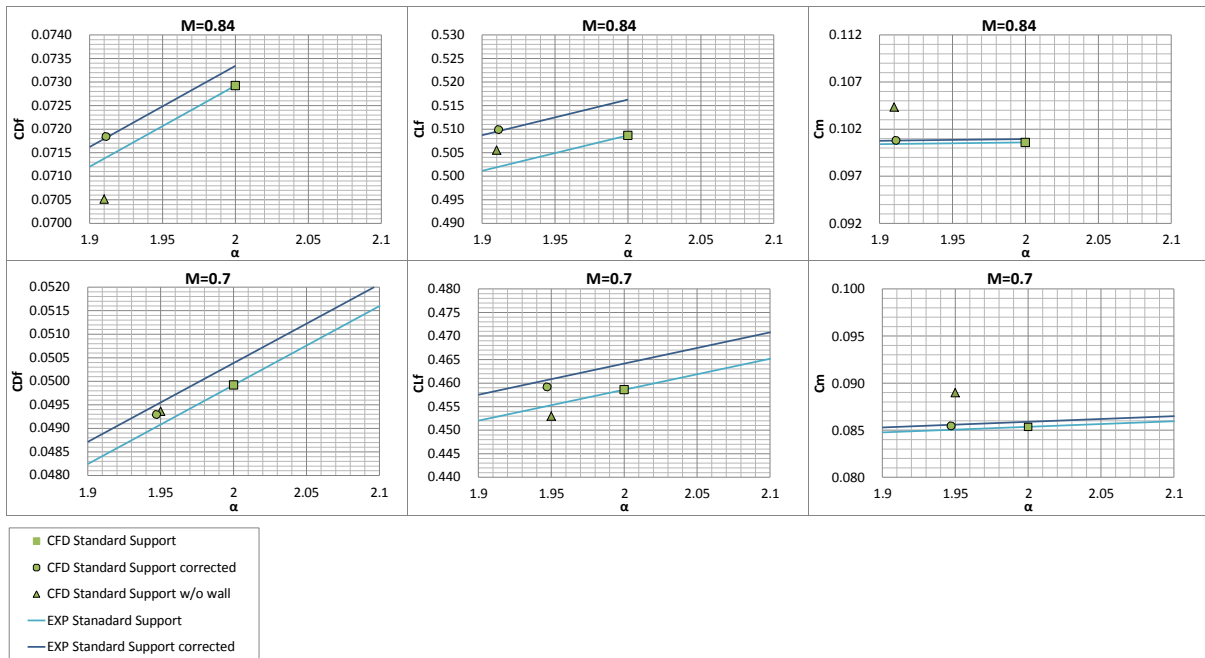 M=0.84
0.0740
0.0735
0.0730
0.0725
0.0720
0.0715
0.0710
0.0705
0.0700
CDf
1.9 1.95 2 2.05 2.1
α
M=0.84
0.530
0.525
0.520
0.515
0.510
0.505
0.500
0.495
0.490
CLf
1.9 1.95 2 2.05 2.1
α
M=0.84
0.112
0.107
0.102
0.097
0.092
Cm
1.9 1.95 2 2.05 2.1
α
M=0.7
0.0520
0.0515
0.0510
0.0505
0.0500
0.0495
0.0490
0.0485
0.0480
CDf
1.9 1.95 2 2.05 2.1
α
M=0.7
0.480
0.475
0.470
0.465
0.460
0.455
0.450
0.445
0.440
CLf
1.9 1.95 2 2.05 2.1
α
M=0.7
0.100
0.095
0.090
0.085
0.080
Cm
1.9 1.95 2 2.05 2.1
α
CFD Standard Support
CFD Standard Support corrected
CFD Standard Support w/o wall
EXP Stanadard Support
EXP Standard Support corrected